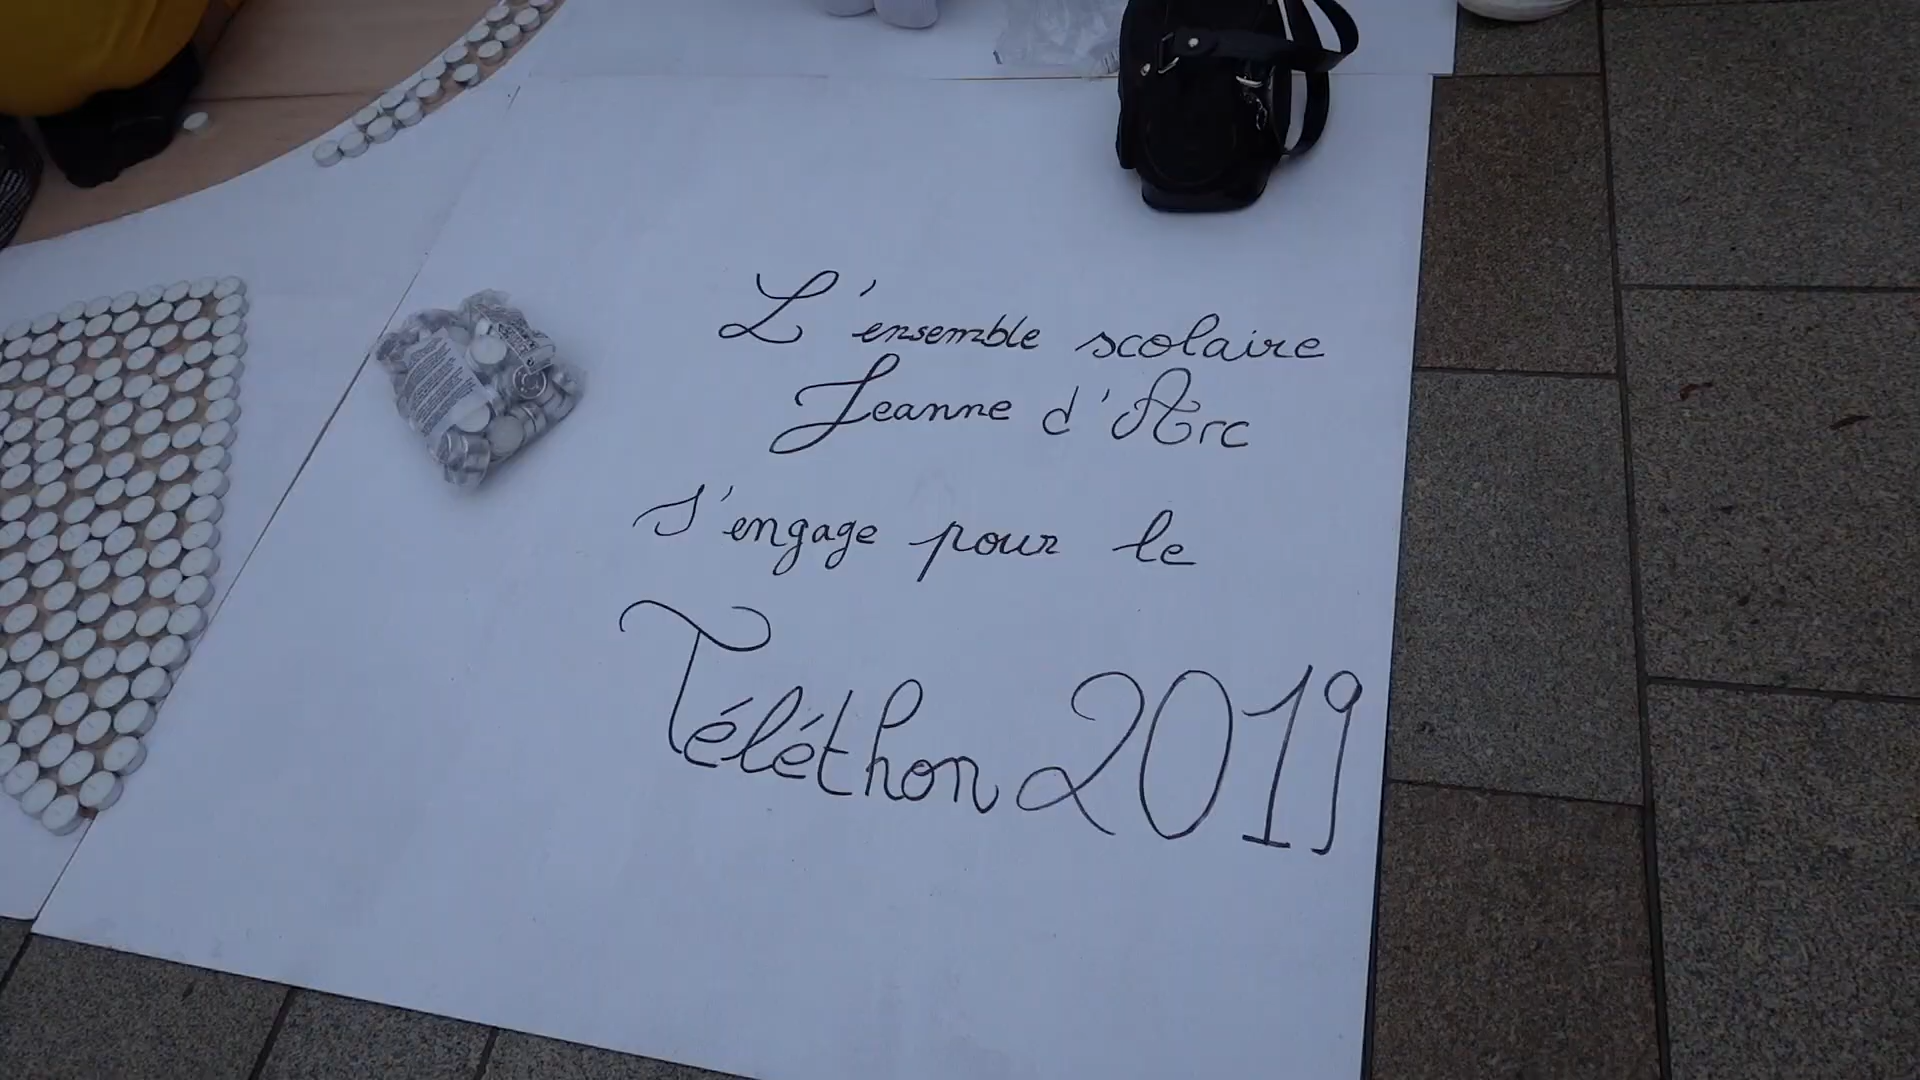 L'ensemble scolaire
Jeanne d'Arc
s'engage pour le
Téléthon 2019